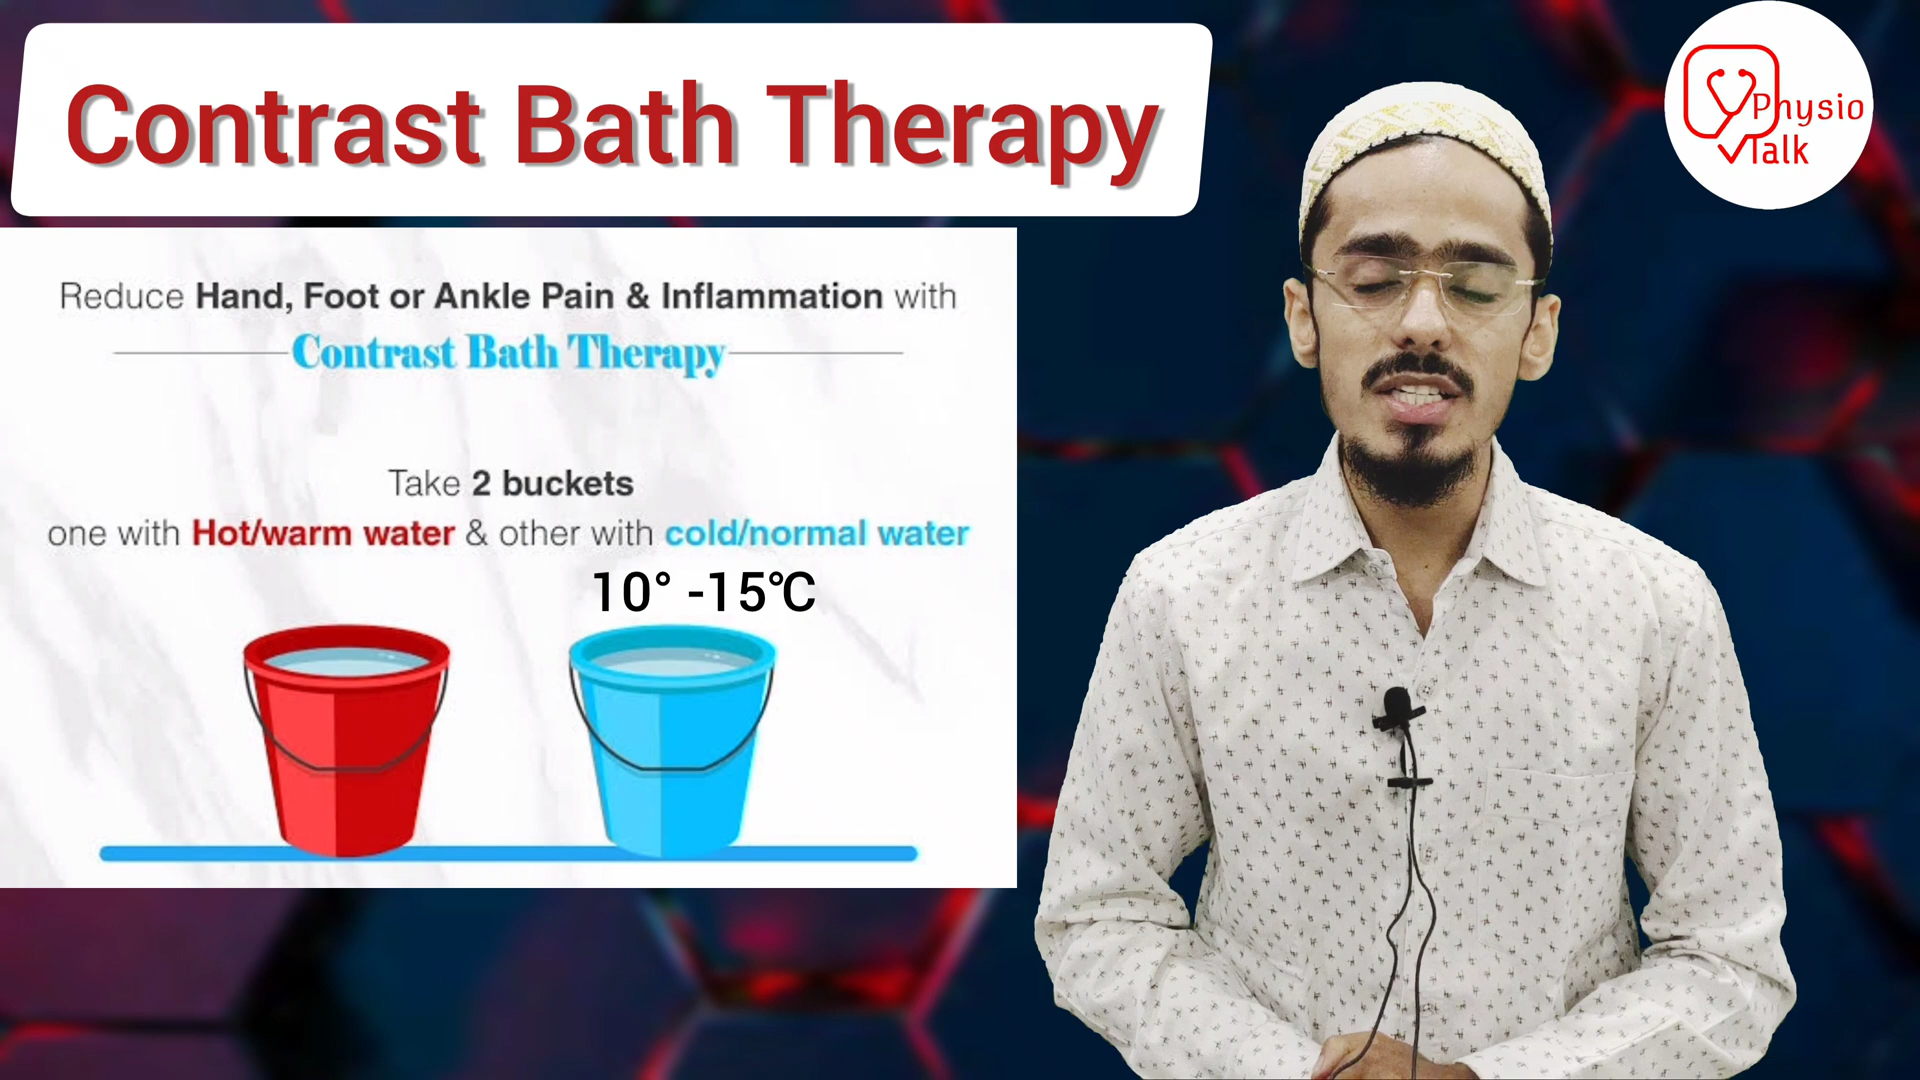 Contrast Bath Therapy
Physio
Talk
Reduce Hand, Foot or Ankle Pain & Inflammation with
Contrast Bath Therapy
Take 2 buckets
one with Hot/warm water & other with cold/normal water
10° -15°C